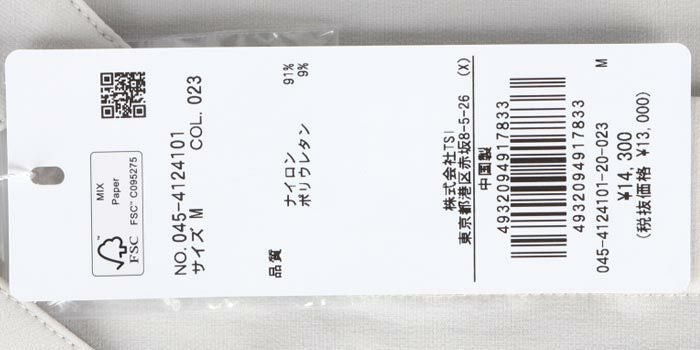 MIX
Paper
FSC
FSC™ C095275
NO. 045-4124101
サイズ M COL. 023
品質 ナイロン 91%
ポリウレタン 9%
株式会社TSI
東京都港区赤坂8-5-26 (X)
中国製
4932094917833
4932094917833
045-4124101-20-023 M
¥14,300
(税抜価格 ¥13,000)